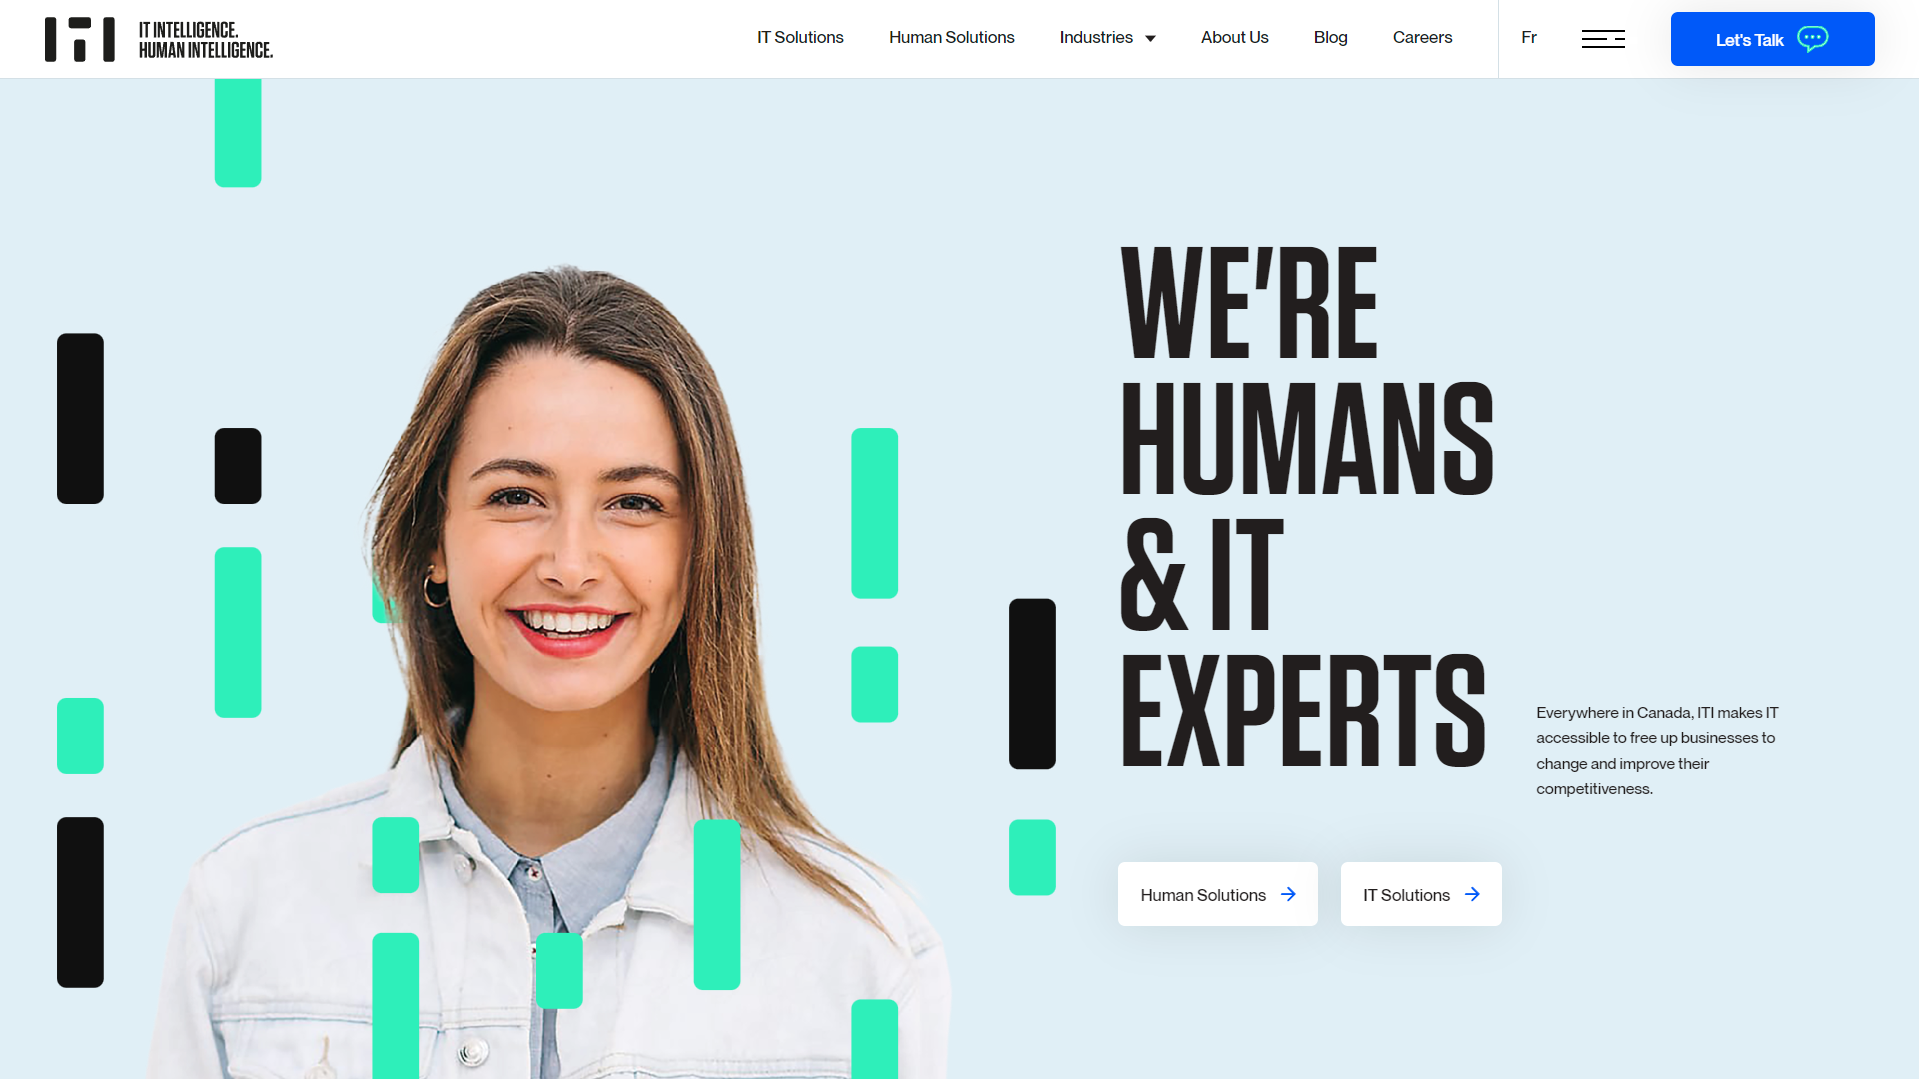 IT INTELLIGENCE.
HUMAN INTELLIGENCE.
IT Solutions
Human Solutions
Industries
About Us
Blog
Careers
Fr
Let's Talk
WE'RE
HUMANS
& IT
EXPERTS
Everywhere in Canada, ITI makes IT
accessible to free up businesses to
change and improve their
competitiveness.
Human Solutions
IT Solutions